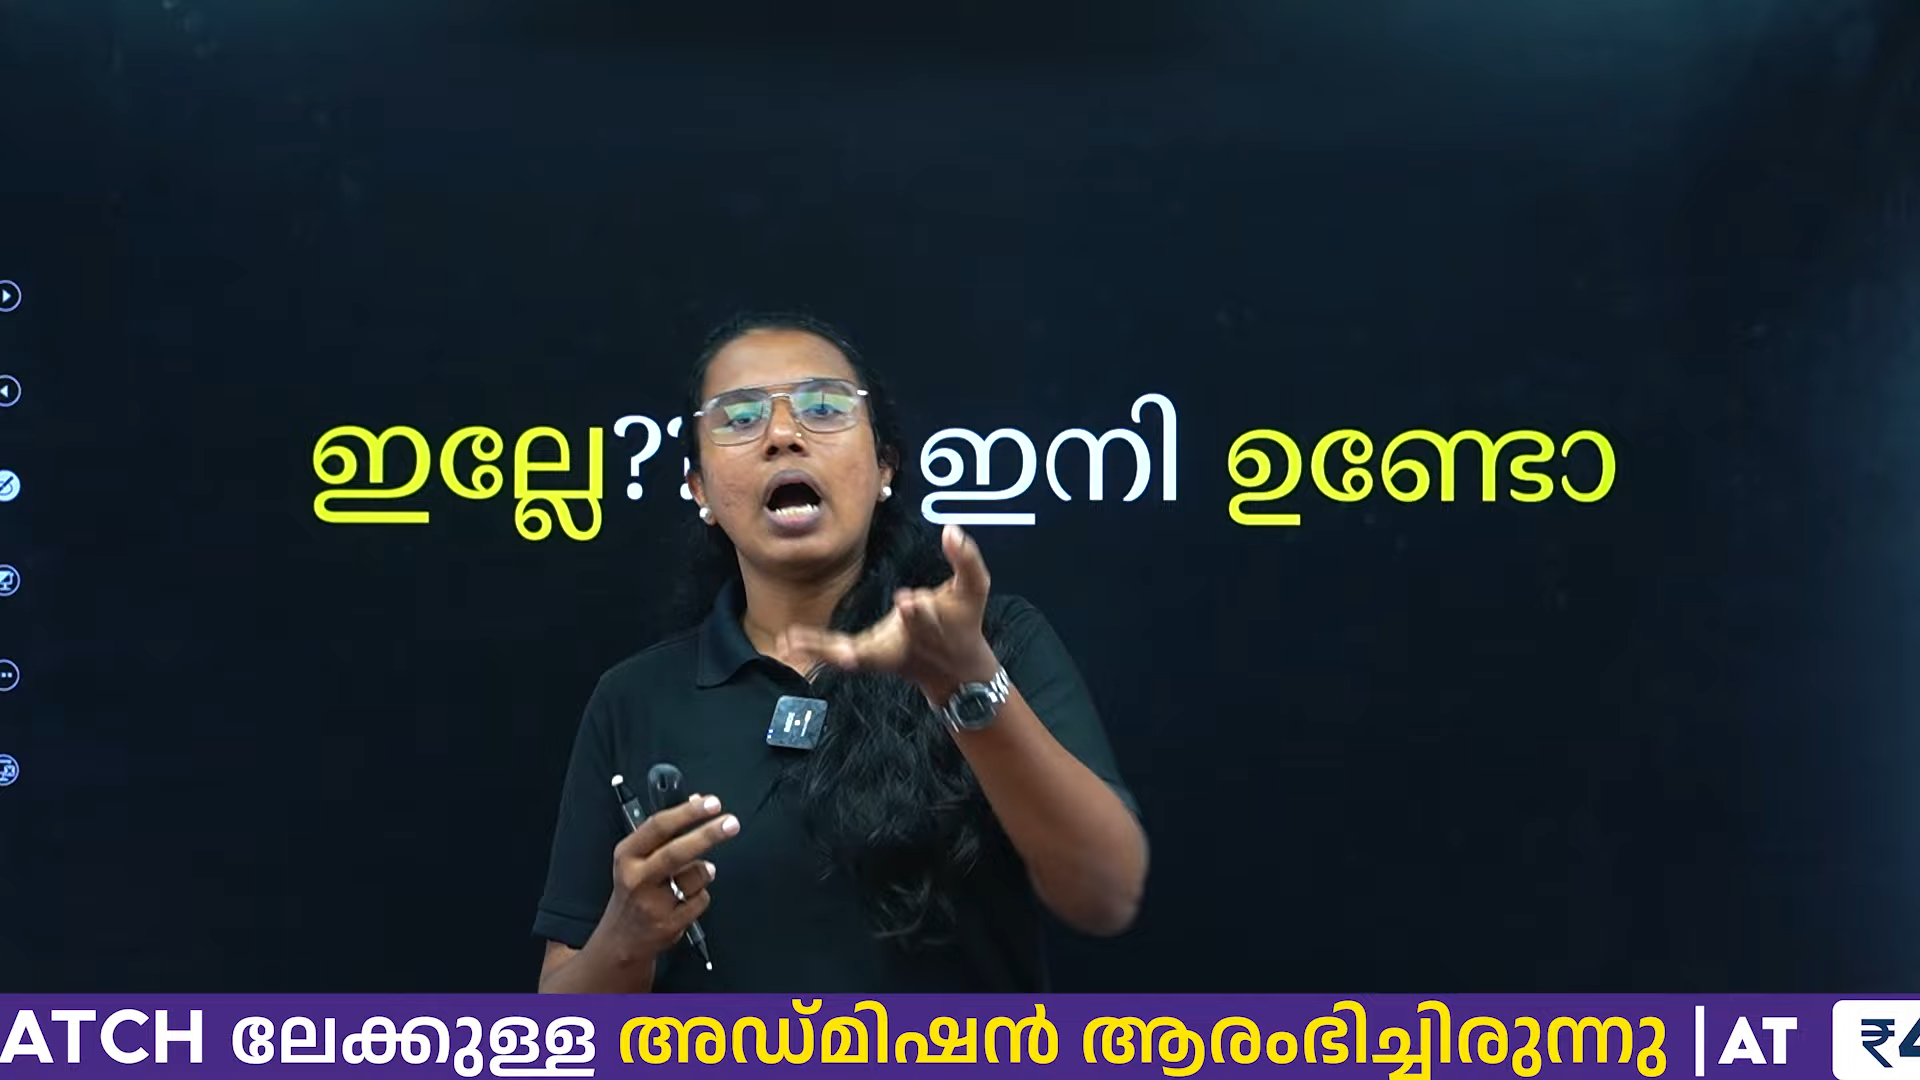 ഇല്ലേ?? ഇനി ഉണ്ടോ
ATCH ലേക്കുള്ള അഡ്മിഷൻ ആരംഭിച്ചിരുന്നു | AT ₹4